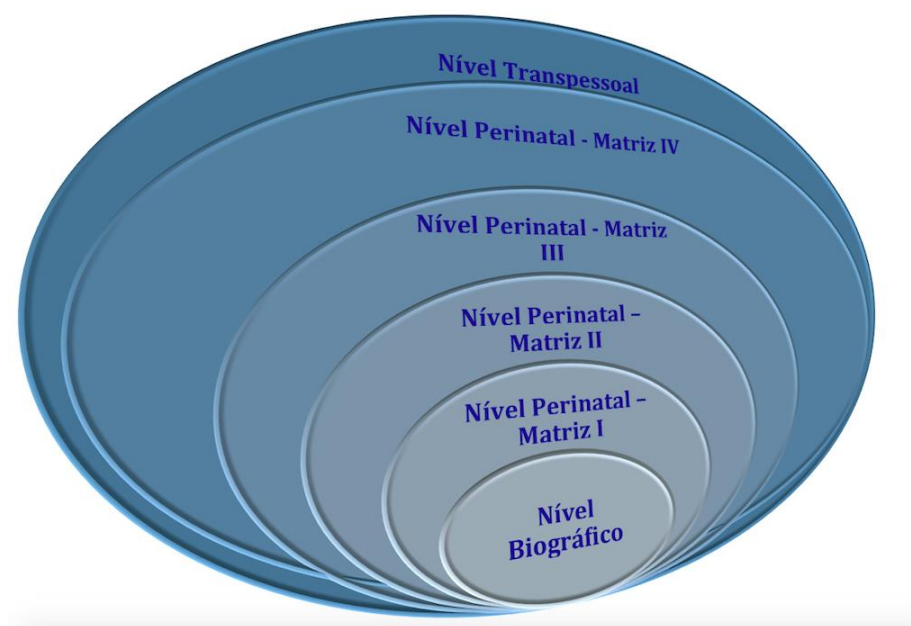 Nível Transpessoal
Nível Perinatal - Matriz IV
Nível Perinatal - Matriz
III
Nível Perinatal –
Matriz II
Nível Perinatal –
Matriz I
Nível
Biográfico